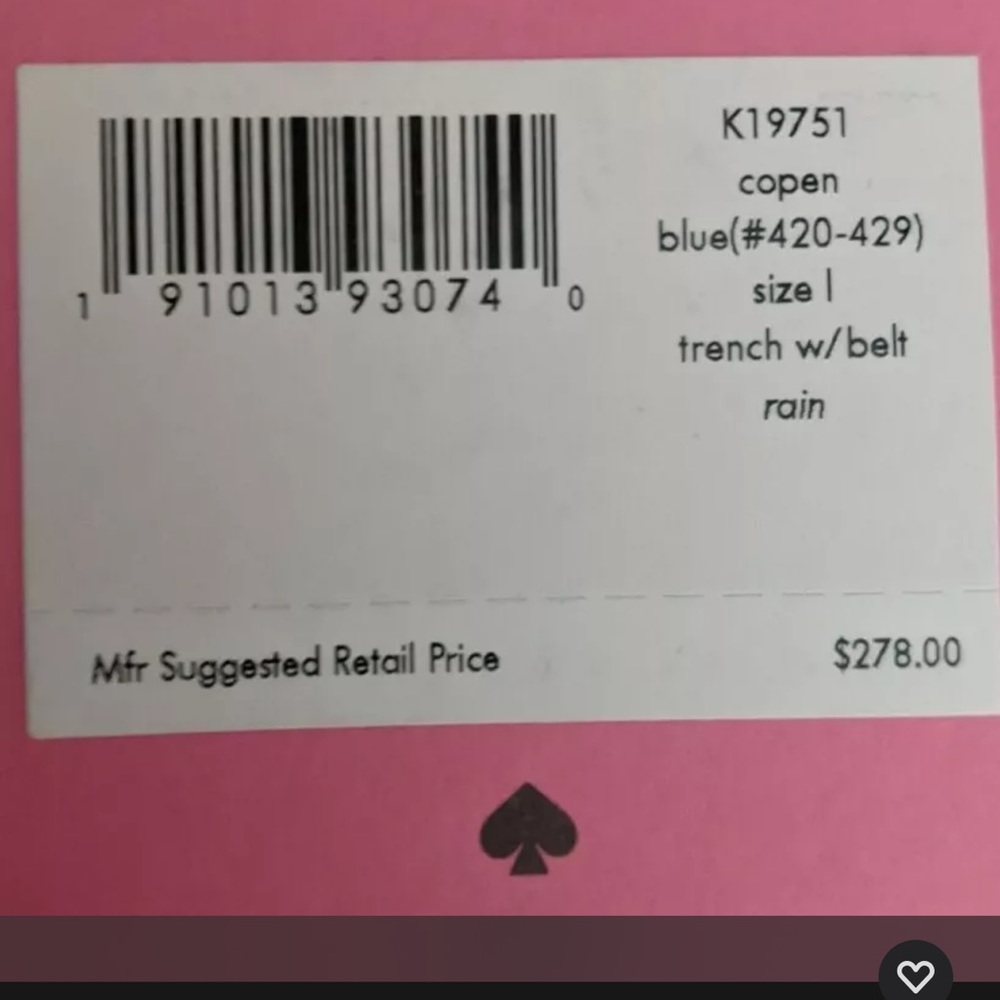 1 91013 93074 0
K19751
copen
blue(#420-429)
size l
trench w/belt
rain
Mfr Suggested Retail Price $278.00